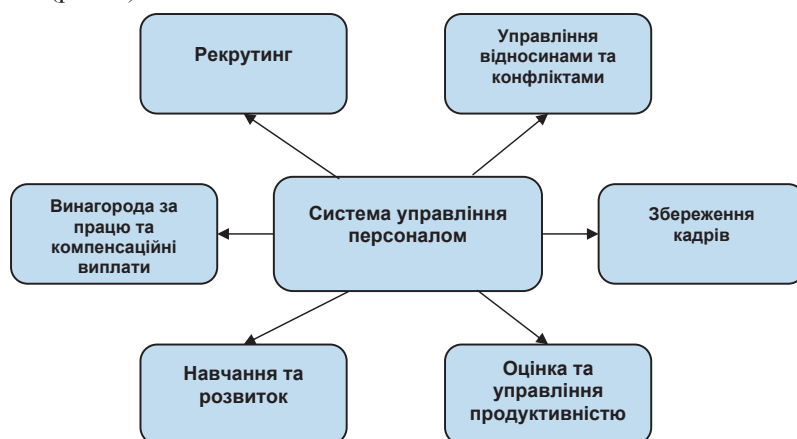 Рекрутинг
Управління
відносинами та
конфліктами
Винагорода за
працю та
компенсаційні
виплати
Система управління
персоналом
Збереження
кадрів
Навчання та
розвиток
Оцінка та
управління
продуктивністю